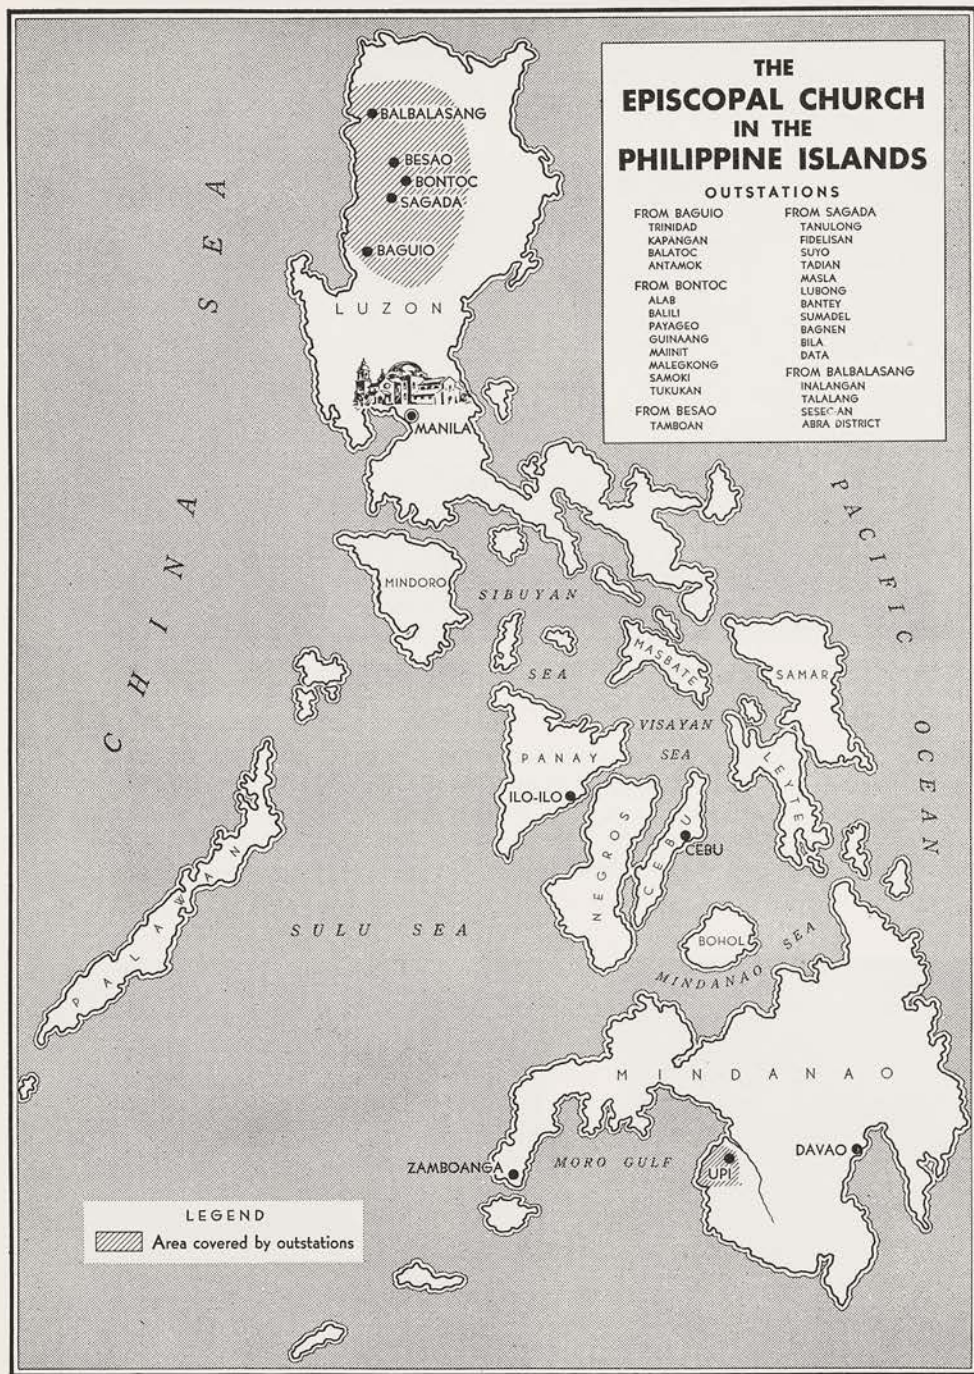 THE
EPISCOPAL CHURCH
IN THE
PHILIPPINE ISLANDS
OUTSTATIONS
FROM BAGUIO
TRINIDAD
KAPANGAN
BALATOC
ANTAMOK
FROM BONTOC
ALAB
BALILI
PAYAGEO
GUINAANG
MAIINIT
MALEGKONG
SAMOKI
TUKUKAN
FROM BESAO
TAMBOAN
FROM SAGADA
TANULONG
FIDELISAN
SUYO
TADIAN
MASLA
LUBONG
BANTEY
SUMADEL
BAGNEN
BILA
DATA
FROM BALBALASANG
INALANGAN
TALALANG
ABRA DISTRICT
BALBALASANG
BESAO
BONTOC
SAGADA
BAGUIO
LUZON
MANILA
CHINA SEA
PACIFIC OCEAN
MINDORO
SIBUYAN
SEA
MASBATE
SAMAR
VISAYAN
SEA
PANAY
ILO-ILO
LEYTE
NEGROS
CEBU
CEBU
PALAWAN
SULU SEA
BOHOL
MINDANAO SEA
MINDANAO
ZAMBOANGA
MORO GULF
UPI
DAVAO
LEGEND
Area covered by outstations